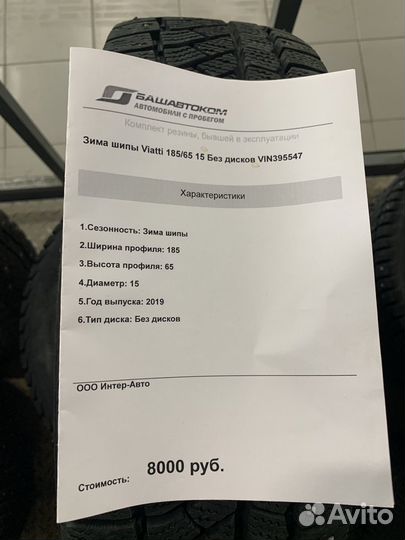 БАШАВТОКОМ
АВТОМОБИЛИ С ПРОБЕГОМ
Комплект резины, бывшей в эксплуатации
Зима шипы Viatti 185/65 15 Без дисков VIN395547
Характеристики
1.Сезонность: Зима шипы
2.Ширина профиля: 185
3.Высота профиля: 65
4.Диаметр: 15
5.Год выпуска: 2019
6.Тип диска: Без дисков
ООО Интер-Авто
Стоимость: 8000 руб.
Avito